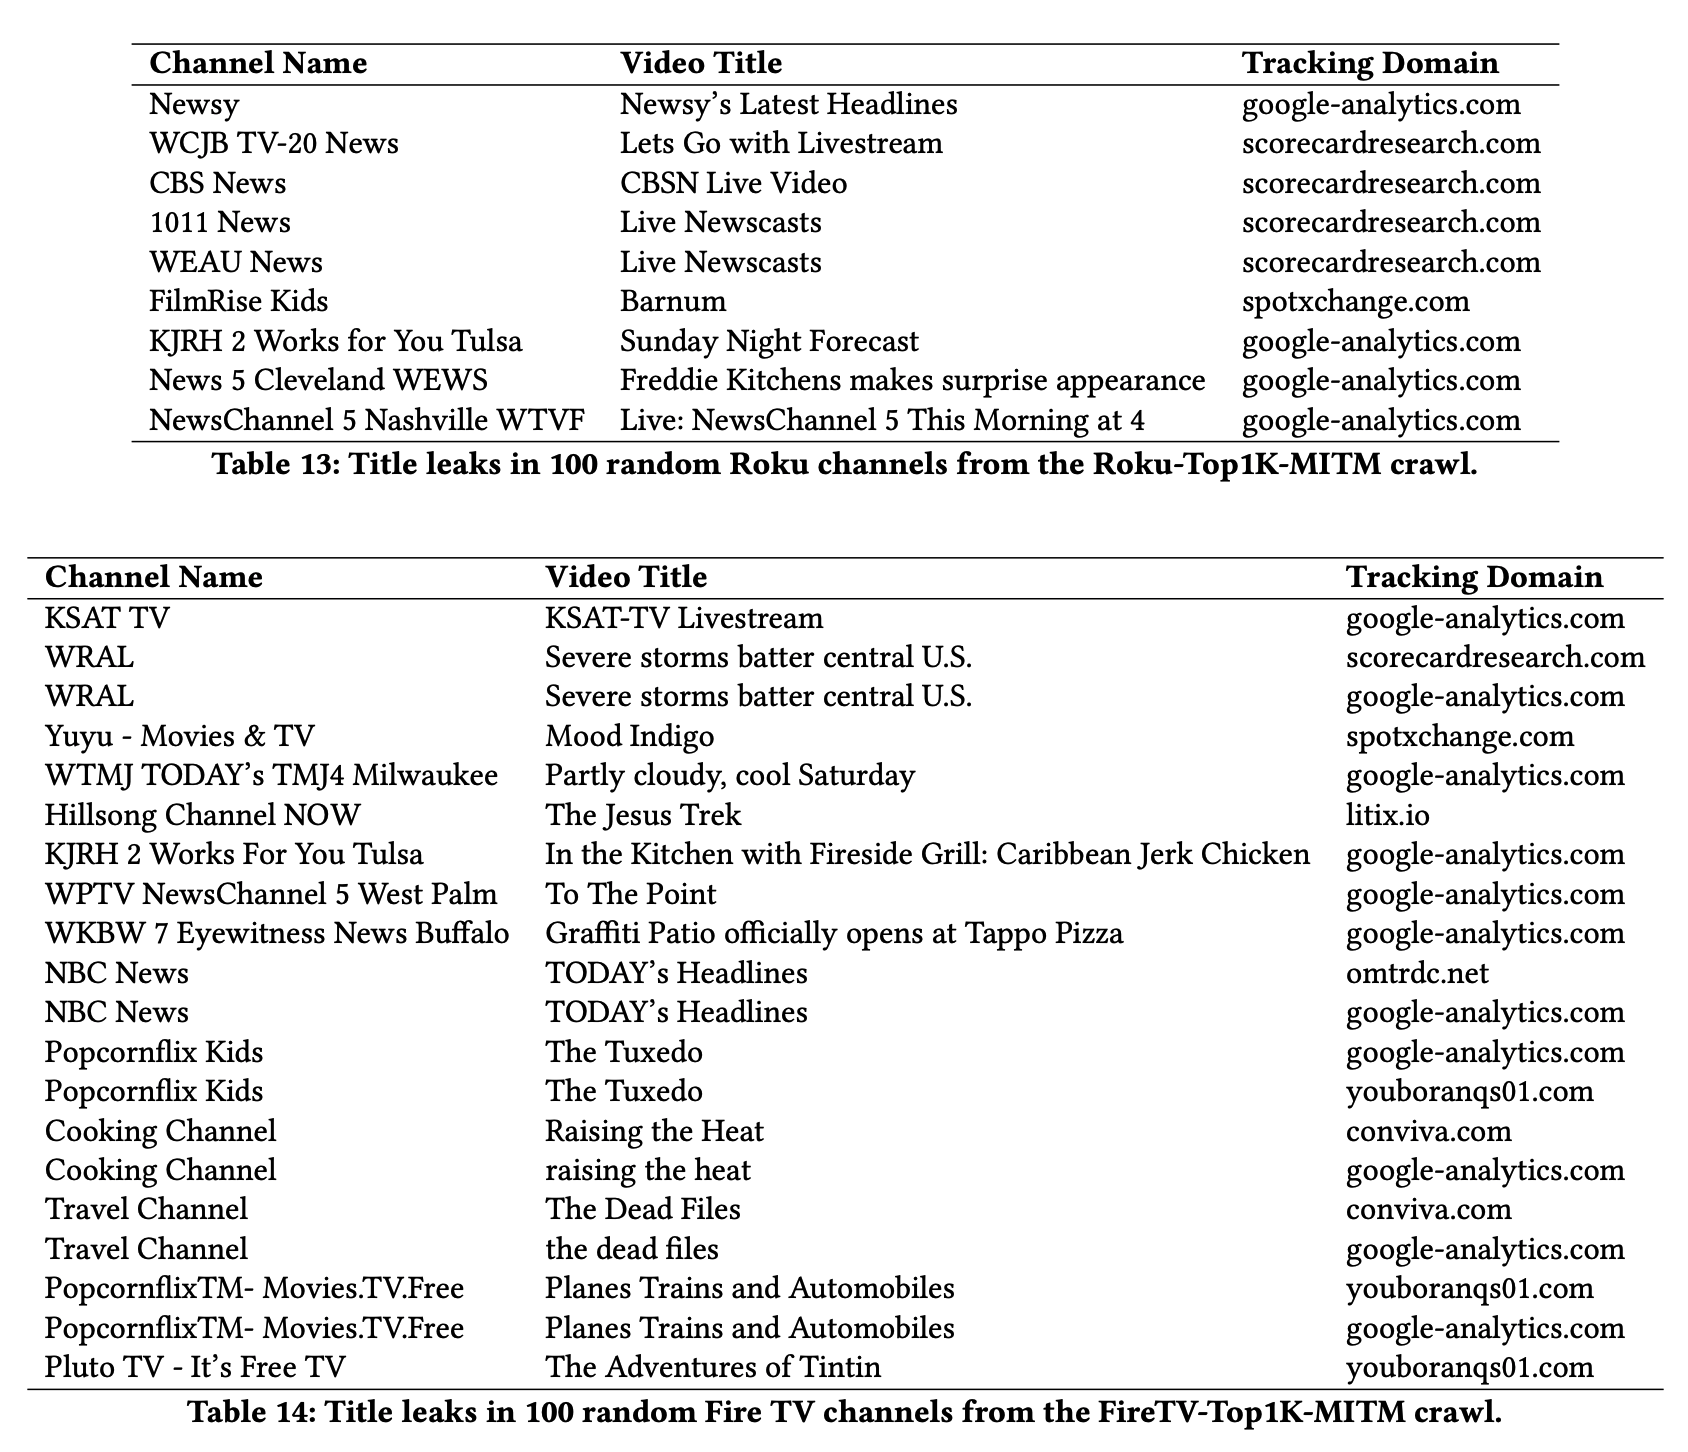 Channel Name Video Title Tracking Domain
Newsy Newsy’s Latest Headlines google-analytics.com
WCJB TV-20 News Lets Go with Livestream scorecardresearch.com
CBS News CBSN Live Video scorecardresearch.com
1011 News Live Newscasts scorecardresearch.com
WEAU News Live Newscasts scorecardresearch.com
FilmRise Kids Barnum spotxchange.com
KJRH 2 Works for You Tulsa Sunday Night Forecast google-analytics.com
News 5 Cleveland WEWS Freddie Kitchens makes surprise appearance google-analytics.com
NewsChannel 5 Nashville WTVF Live: NewsChannel 5 This Morning at 4 google-analytics.com
Table 13: Title leaks in 100 random Roku channels from the Roku-Top1K-MITM crawl.
Channel Name Video Title Tracking Domain
KSAT TV KSAT-TV Livestream google-analytics.com
WRAL Severe storms batter central U.S. scorecardresearch.com
WRAL Severe storms batter central U.S. google-analytics.com
Yuyu - Movies & TV Mood Indigo spotxchange.com
WTMJ TODAY’s TMJ4 Milwaukee Partly cloudy, cool Saturday google-analytics.com
Hillsong Channel NOW The Jesus Trek litix.io
KJRH 2 Works For You Tulsa In the Kitchen with Fireside Grill: Caribbean Jerk Chicken google-analytics.com
WPTV NewsChannel 5 West Palm To The Point google-analytics.com
WKBW 7 Eyewitness News Buffalo Graffiti Patio officially opens at Tappo Pizza google-analytics.com
NBC News TODAY’s Headlines omtrdc.net
NBC News TODAY’s Headlines google-analytics.com
Popcornflix Kids The Tuxedo google-analytics.com
Popcornflix Kids The Tuxedo youboranqs01.com
Cooking Channel Raising the Heat conviva.com
Cooking Channel raising the heat google-analytics.com
Travel Channel The Dead Files conviva.com
Travel Channel the dead files google-analytics.com
PopcornflixTM- Movies.TV.Free Planes Trains and Automobiles youboranqs01.com
PopcornflixTM- Movies.TV.Free Planes Trains and Automobiles google-analytics.com
Pluto TV - It’s Free TV The Adventures of Tintin youboranqs01.com
Table 14: Title leaks in 100 random Fire TV channels from the FireTV-Top1K-MITM crawl.